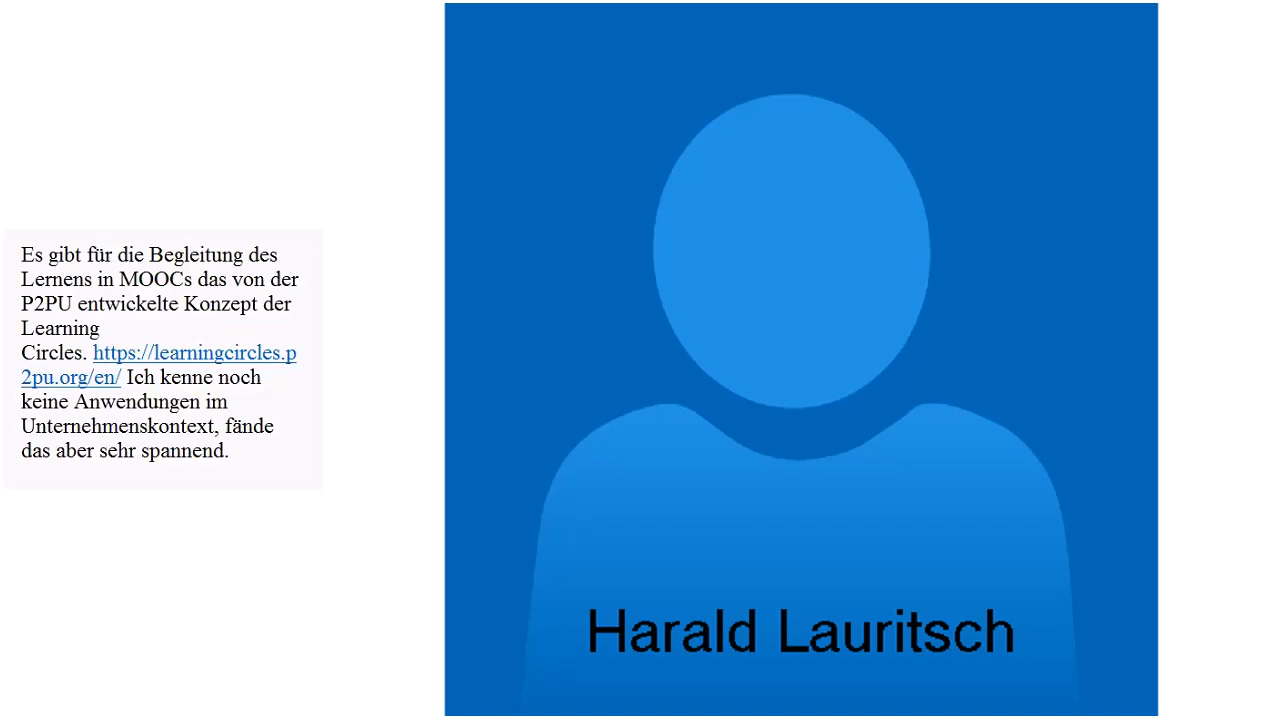 Es gibt für die Begleitung des
Lernens in MOOCs das von der
P2PU entwickelte Konzept der
Learning
Circles. https://learningcircles.p
2pu.org/en/ Ich kenne noch
keine Anwendungen im
Unternehmenskontext, fände
das aber sehr spannend.
Harald Lauritsch